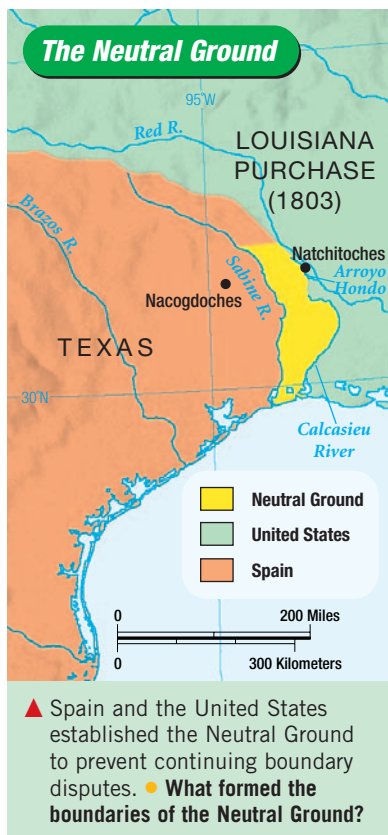 The Neutral Ground
95°W
Red R.
LOUISIANA
PURCHASE
(1803)
Brazos R.
Natchitoches
Arroyo
Hondo
Sabine R.
Nacogdoches
TEXAS
30°N
Calcasieu
River
Neutral Ground
United States
Spain
0 200 Miles
0 300 Kilometers
Spain and the United States
established the Neutral Ground
to prevent continuing boundary
disputes. What formed the
boundaries of the Neutral Ground?